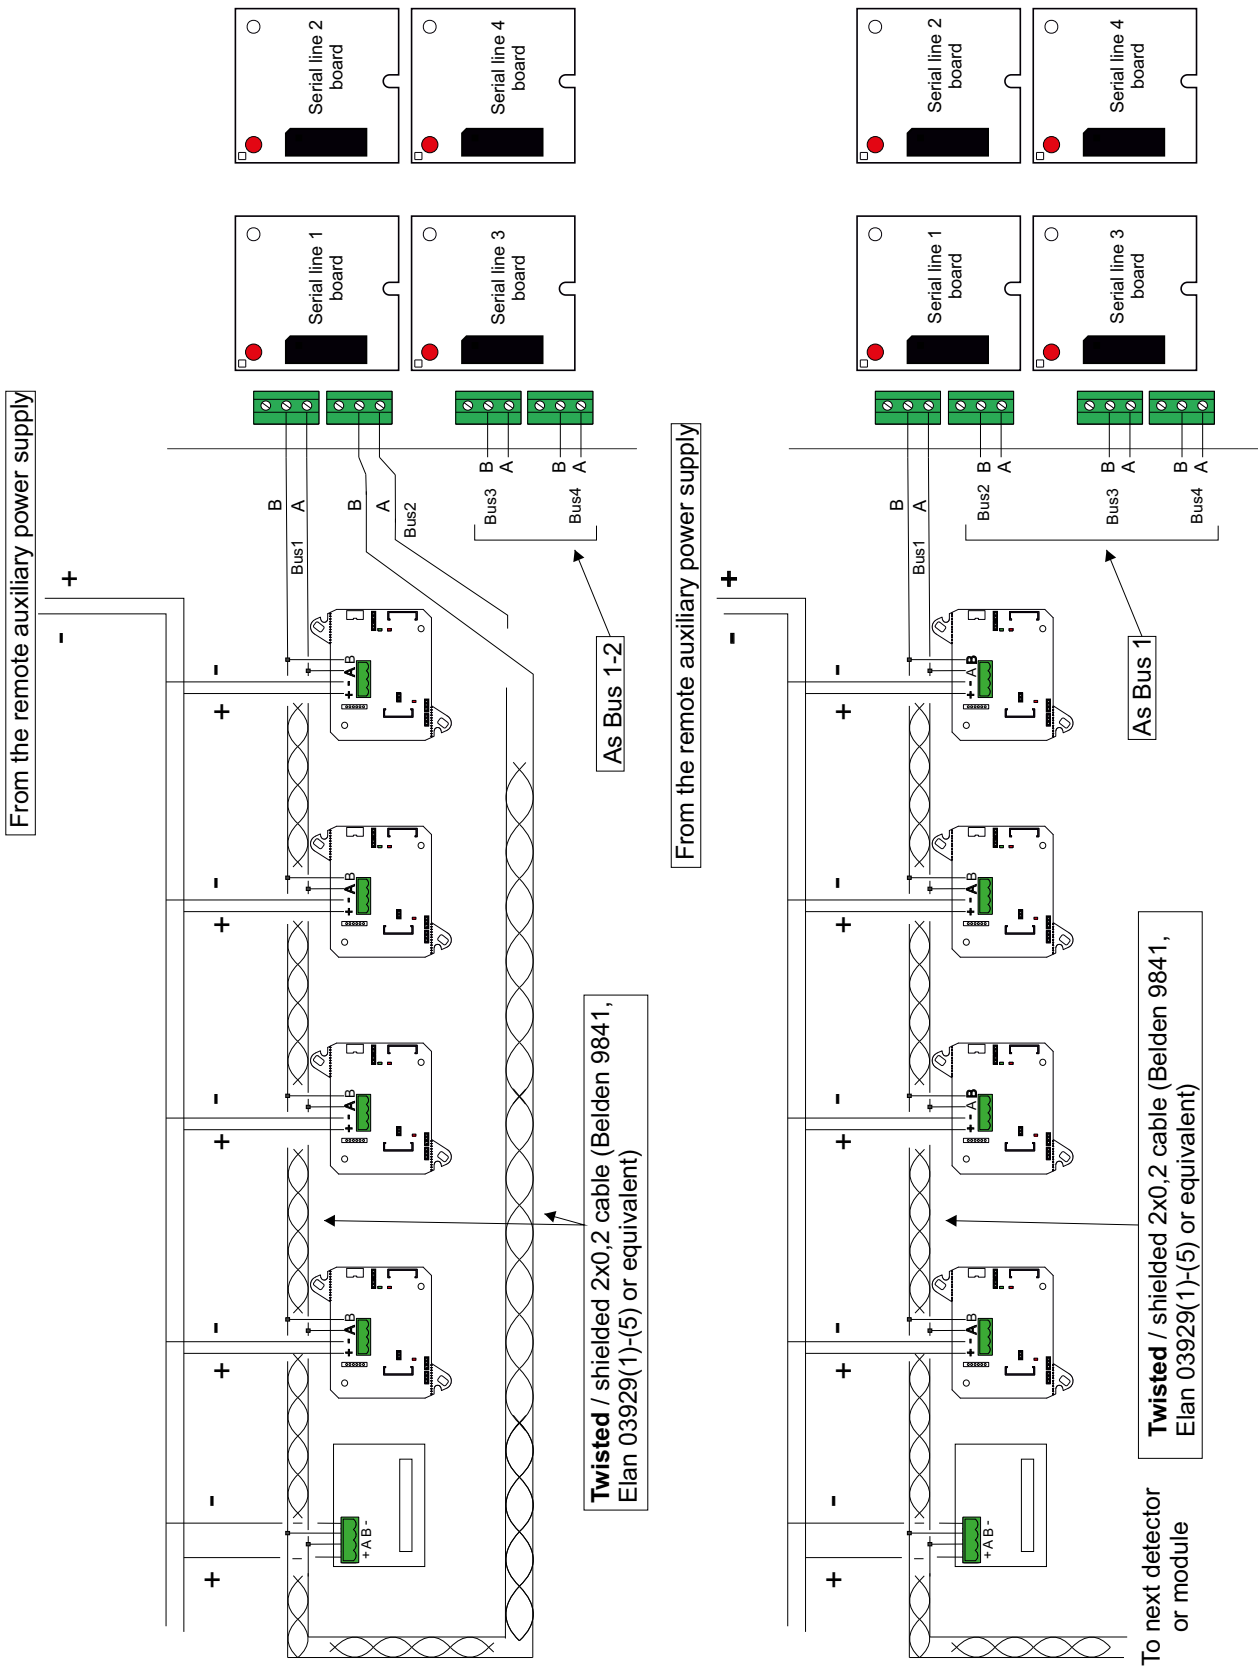 From the remote auxiliary power supply
- +
+ - + - + - + - + -
B
Bus1 A
+ A B -
+ - A B
+ - A B
+ - A B
+ - A B
Serial line 1
board
Serial line 2
board
B
A
Bus2
B
A
Bus3
B
A
Bus4
Serial line 3
board
Serial line 4
board
As Bus 1-2
Twisted / shielded 2x0,2 cable (Belden 9841,
Elan 03929(1)-(5) or equivalent)
From the remote auxiliary power supply
- +
+ - + - + - + - + -
B
Bus1 A
+ A B -
+ - A B
+ - A B
+ - A B
+ - A B
Serial line 1
board
Serial line 2
board
B
A
Bus2
B
A
Bus3
B
A
Bus4
Serial line 3
board
Serial line 4
board
As Bus 1
Twisted / shielded 2x0,2 cable (Belden 9841,
Elan 03929(1)-(5) or equivalent)
To next detector
or module